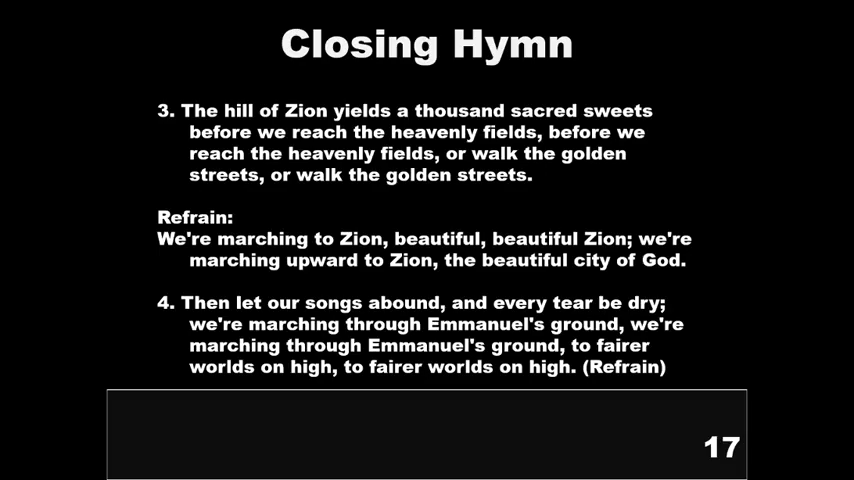 Closing Hymn
3. The hill of Zion yields a thousand sacred sweets
before we reach the heavenly fields, before we
reach the heavenly fields, or walk the golden
streets, or walk the golden streets.
Refrain:
We're marching to Zion, beautiful, beautiful Zion; we're
marching upward to Zion, the beautiful city of God.
4. Then let our songs abound, and every tear be dry;
we're marching through Emmanuel's ground, we're
marching through Emmanuel's ground, to fairer
worlds on high, to fairer worlds on high. (Refrain)
17